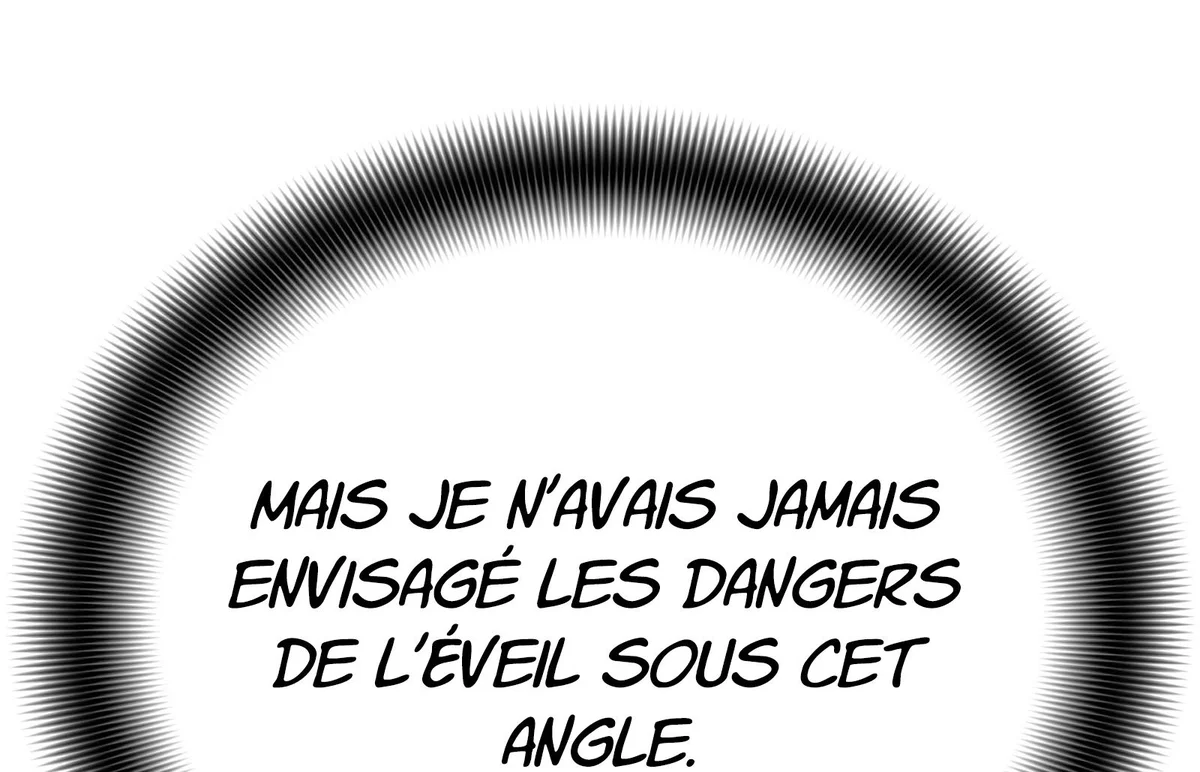 MAIS JE N'AVAIS JAMAIS
ENVISAGÉ LES DANGERS
DE L'ÉVEIL SOUS CET
ANGLE.